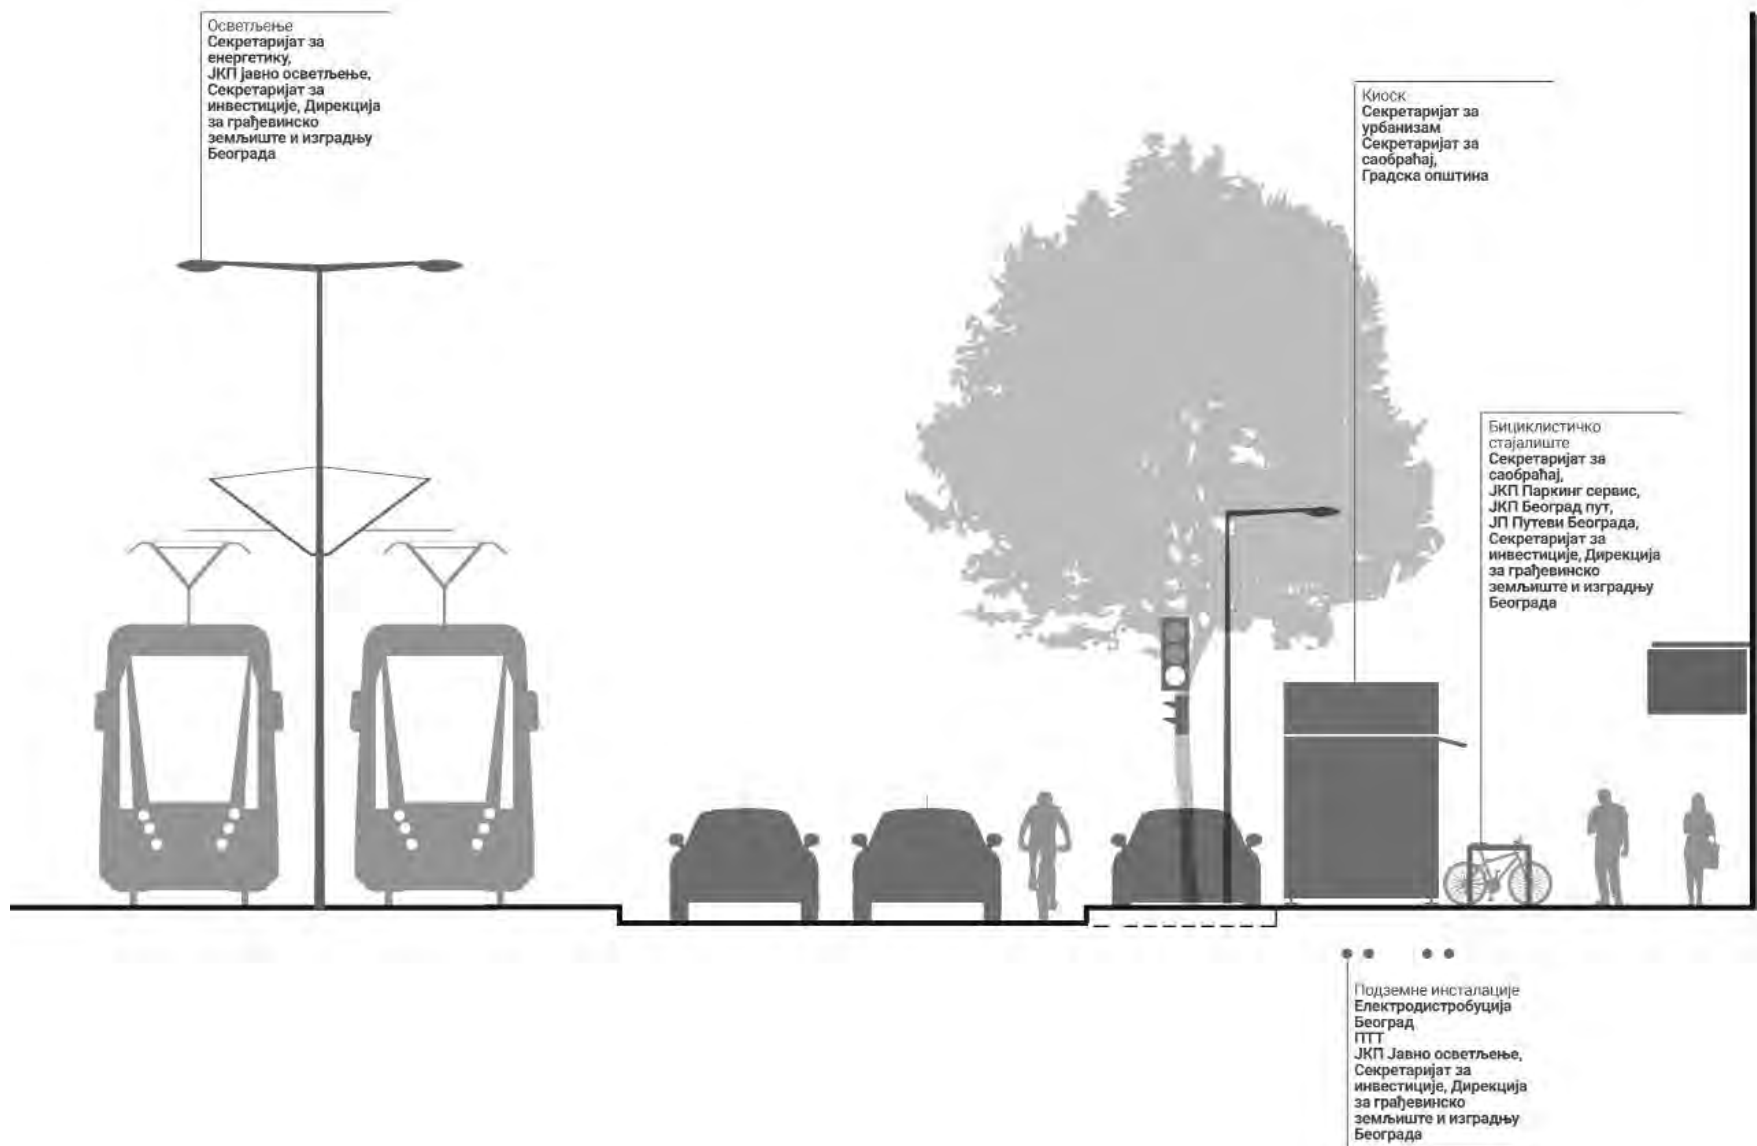 Осветљење
Секретаријат за
енергетику,
ЈКП јавно осветљење,
Секретаријат за
инвестиције, Дирекција
за грађевинско
земљиште и изградњу
Београда
Киоск
Секретаријат за
урбанизам
Секретаријат за
саобраћај,
Градска општина
Бициклистичко
стајалиште
Секретаријат за
саобраћај,
ЈКП Паркинг сервис,
ЈКП Београд пут,
ЈП Путеви Београда,
Секретаријат за
инвестиције, Дирекција
за грађевинско
земљиште и изградњу
Београда
Подземне инсталације
Електродистробуција
Београд
ПТТ
ЈКП Јавно осветљење,
Секретаријат за
инвестиције, Дирекција
за грађевинско
земљиште и изградњу
Београда